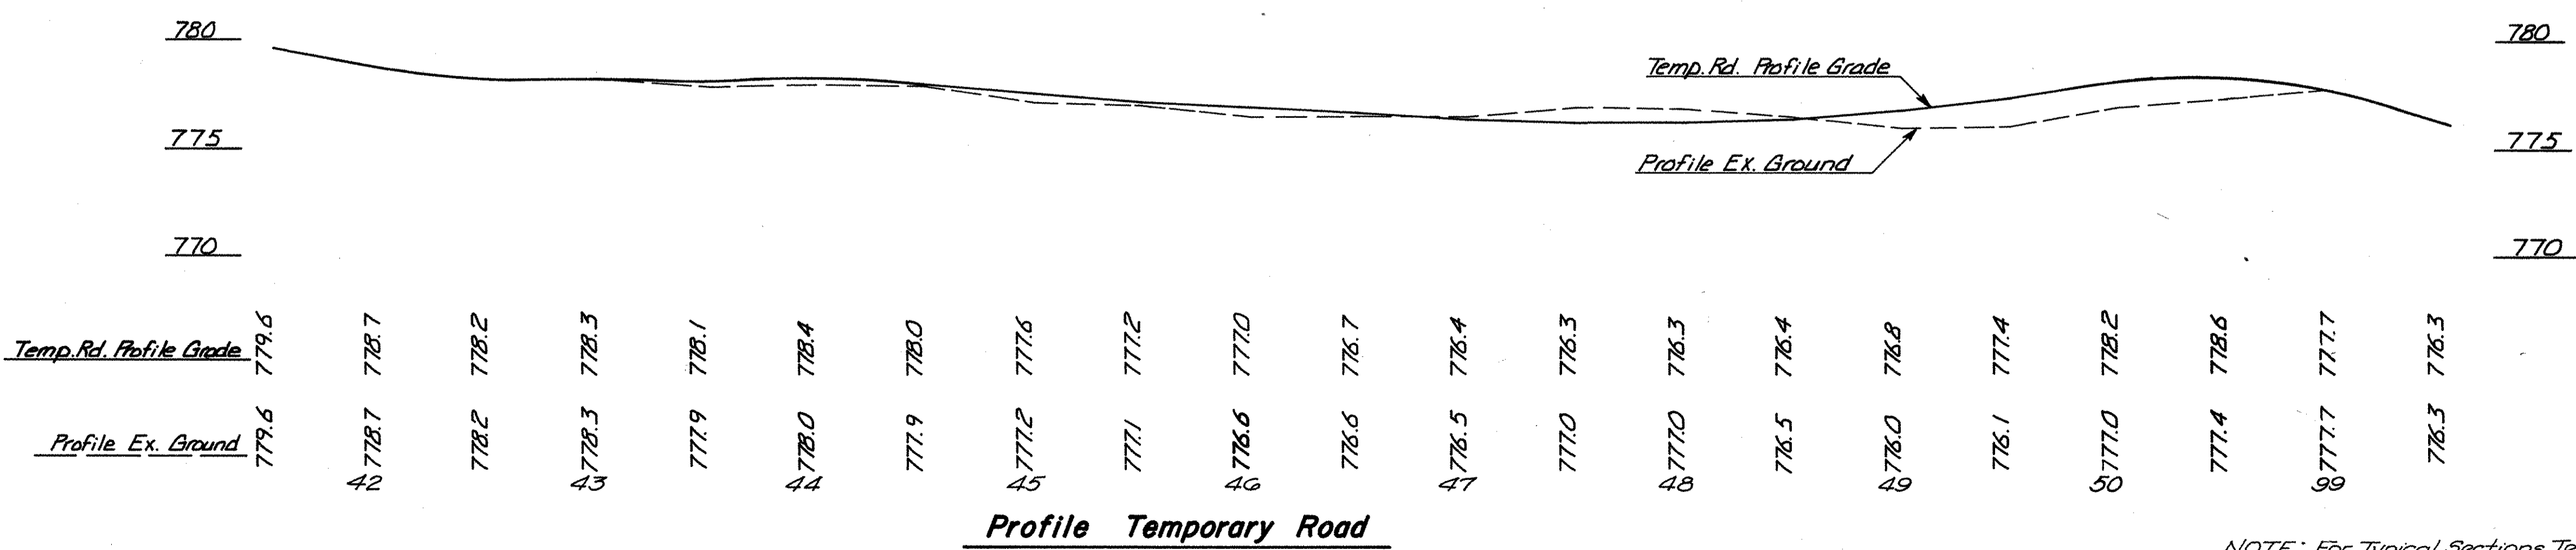 780 780
Temp. Rd. Profile Grade
775 775
Profile Ex. Ground
770 770
Temp. Rd. Profile Grade 779.6 778.7 778.2 778.3 778.1 778.4 778.0 777.6 777.2 777.0 776.7 776.4 776.3 776.3 776.4 776.8 777.4 778.2 778.6 777.7 776.3
Profile Ex. Ground 779.6 778.7 778.2 778.3 777.9 778.0 777.9 777.2 777.1 776.6 776.6 776.5 777.0 777.0 776.5 776.0 776.1 777.0 777.4 777.7 776.3
42 43 44 45 46 47 48 49 50 99
Profile Temporary Road
NOTE: For Typical Sections